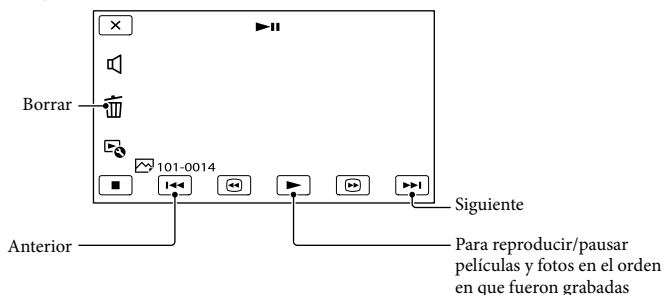 Borrar
101-0014
Siguiente
Anterior
Para reproducir/pausar
películas y fotos en el orden
en que fueron grabadas